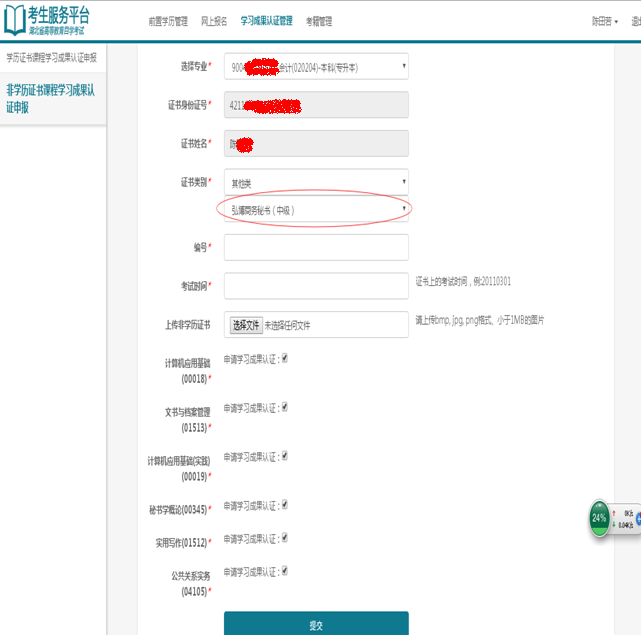 考生服务平台
湖北省高等教育自学考试
前置学历管理 网上报名 学习成果认证管理 考籍管理
陈田苔
退出
学历证书课程学习成果认证申报
非学历证书课程学习成果认证申报
选择专业*
900 会计(020204)-本科(专升本)
证书身份证号*
421
证书姓名*
陈
证书类别*
其他类
弘博商务秘书（中级）
编号*
考试时间*
证书上的考试时间，例:20110301
上传非学历证书
选择文件 未选择任何文件
请上传bmp, jpg, png格式、小于1MB的图片
计算机应用基础
(00018)*
申请学习成果认证：
文书与档案管理
(01513)*
申请学习成果认证：
计算机应用基础(实践)
(00019)*
申请学习成果认证：
秘书学概论(00345)*
申请学习成果认证：
实用写作(01512)*
申请学习成果认证：
公共关系实务
(04105)*
申请学习成果认证：
提交
24%
0K/s
0.04K/s